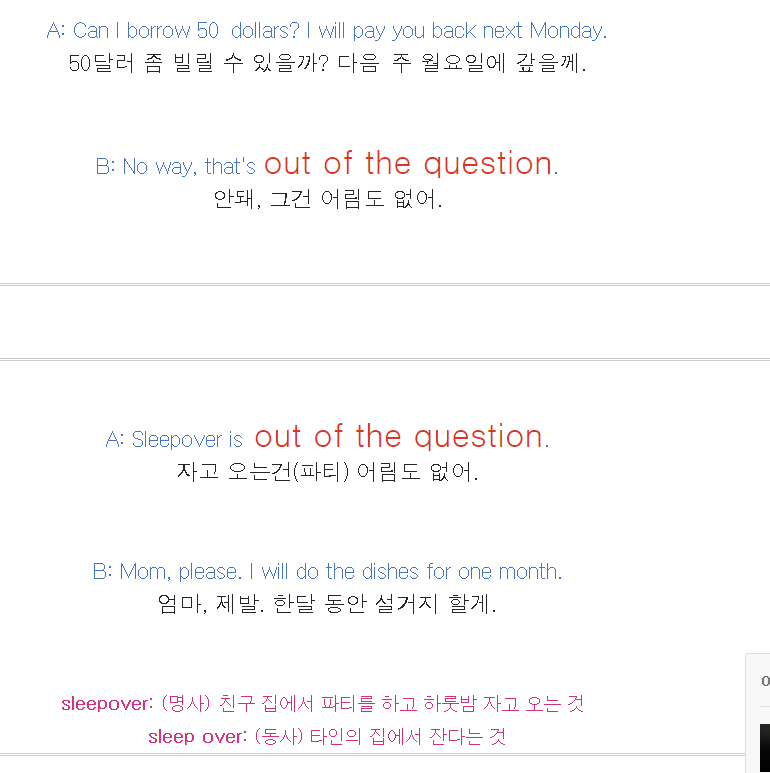 A: Can I borrow 50 dollars? I will pay you back next Monday.
50달러 좀 빌릴 수 있을까? 다음 주 월요일에 갚을께.
B: No way, that's out of the question.
안돼, 그건 어림도 없어.
A: Sleepover is out of the question.
자고 오는건(파티) 어림도 없어.
B: Mom, please. I will do the dishes for one month.
엄마, 제발. 한달 동안 설거지 할게.
sleepover: (명사) 친구 집에서 파티를 하고 하룻밤 자고 오는 것
sleep over: (동사) 타인의 집에서 잔다는 것